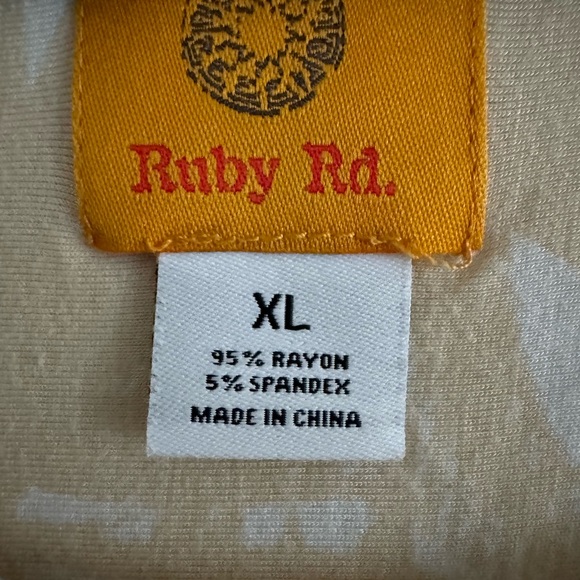 Ruby Rd.
XL
95% RAYON
5% SPANDEX
MADE IN CHINA